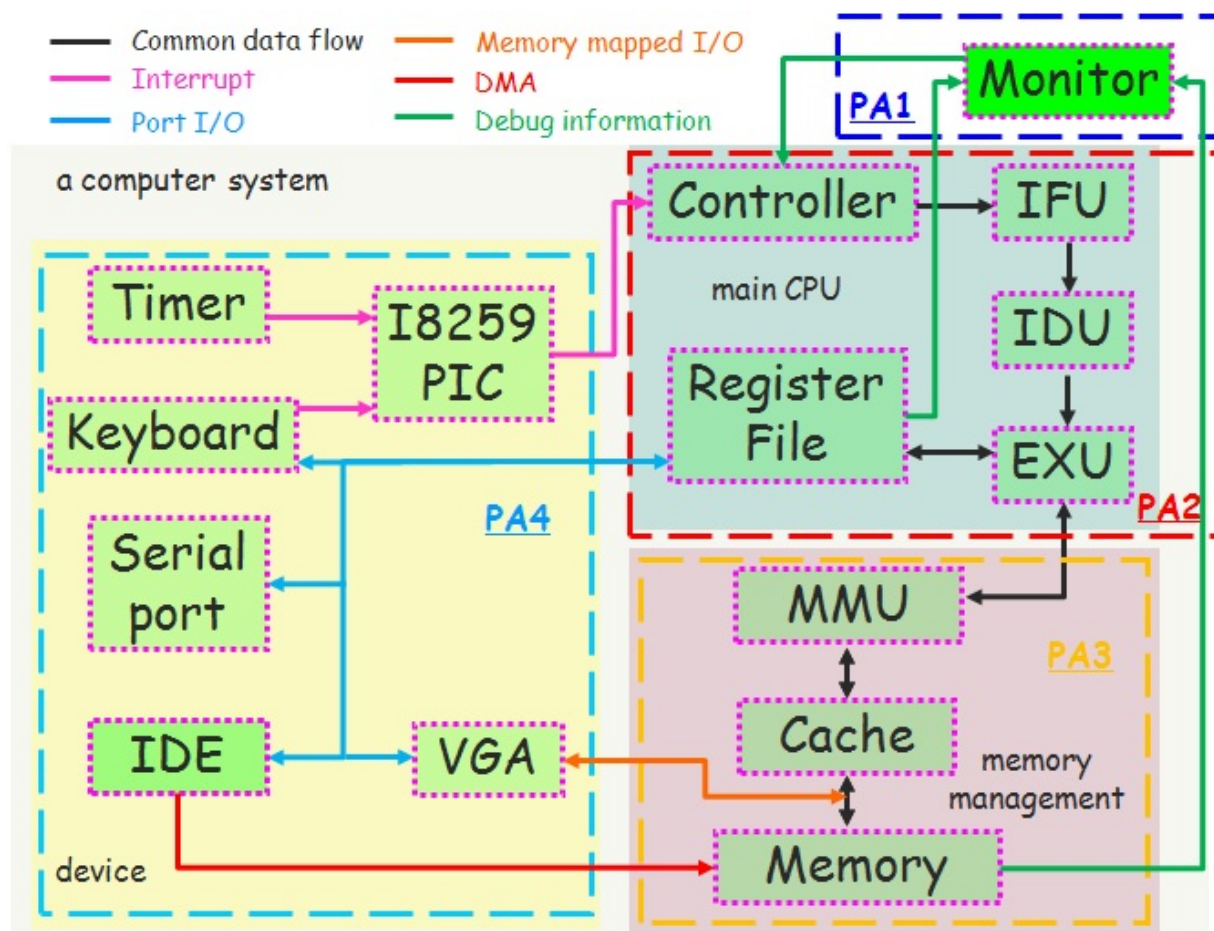 Common data flow
Interrupt
Port I/O
Memory mapped I/O
DMA
Debug information
PA1
Monitor
a computer system
Controller
IFU
main CPU
IDU
Register
File
EXU
PA2
Timer
I8259
PIC
Keyboard
PA4
Serial
port
IDE
VGA
device
MMU
PA3
Cache
memory
management
Memory